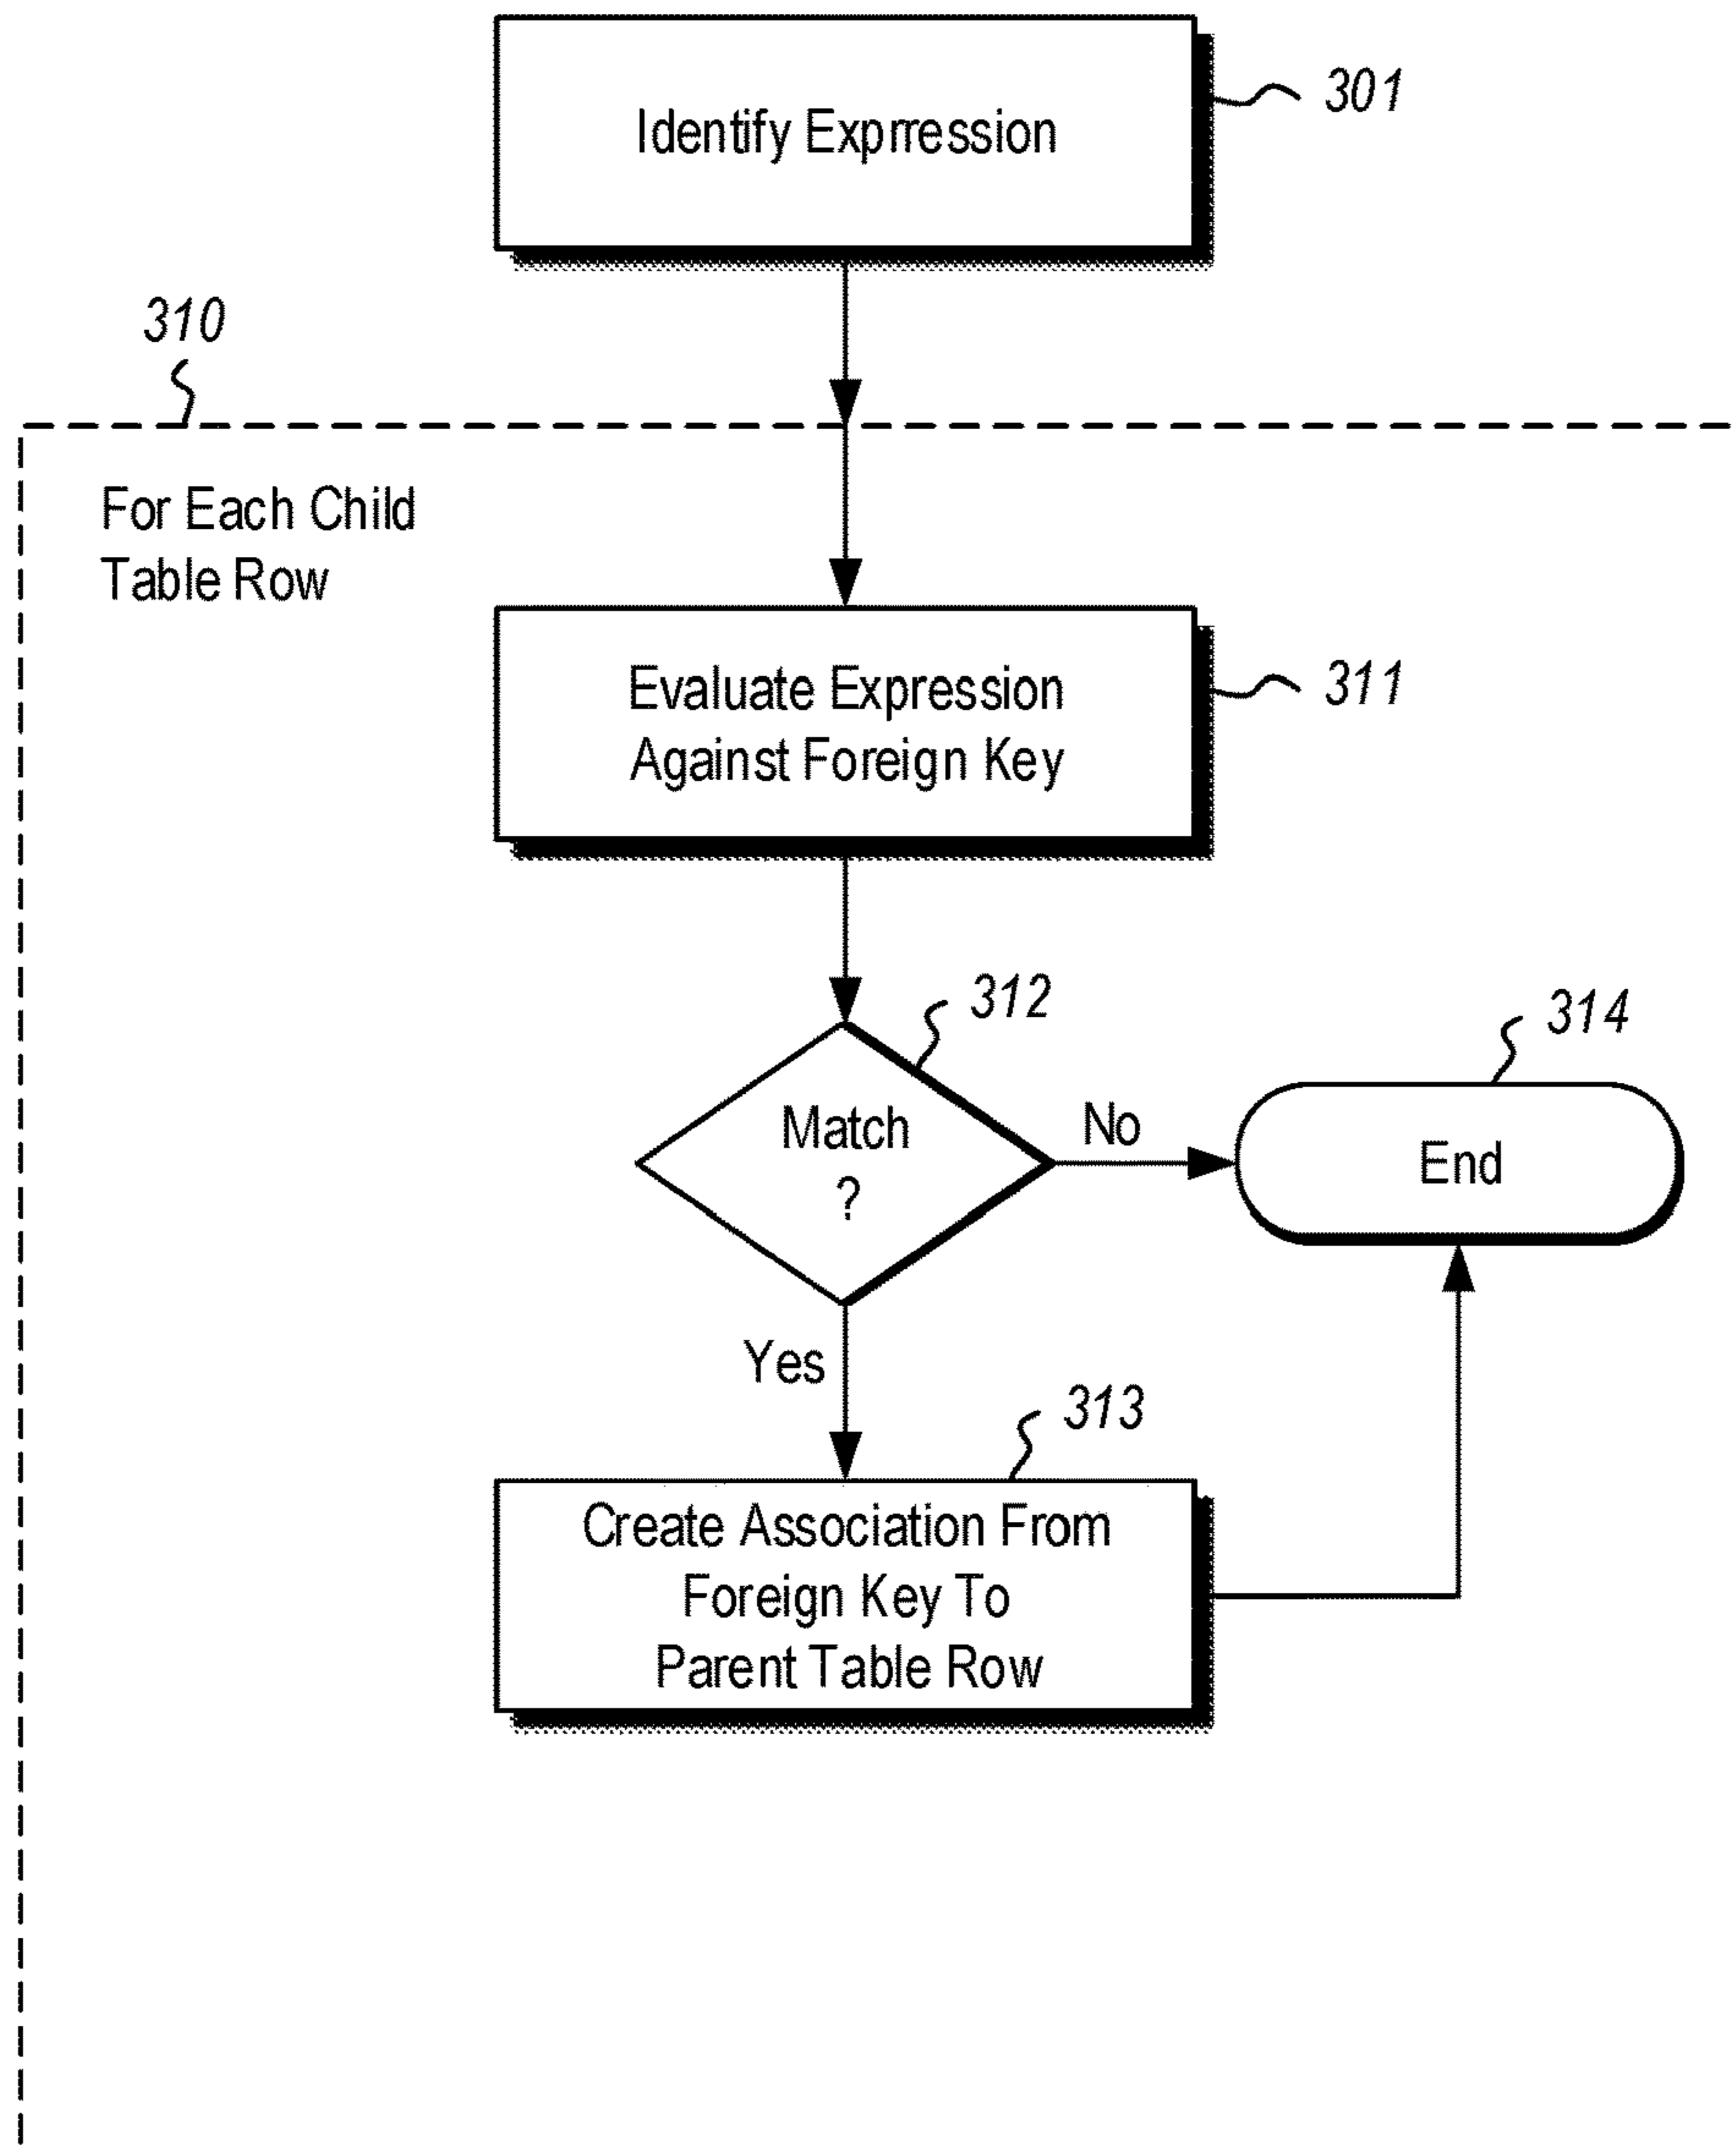 Identify Exprression
301
310
For Each Child
Table Row
Evaluate Expression
Against Foreign Key
311
312
Match
?
No
314
End
Yes
313
Create Association From
Foreign Key To
Parent Table Row